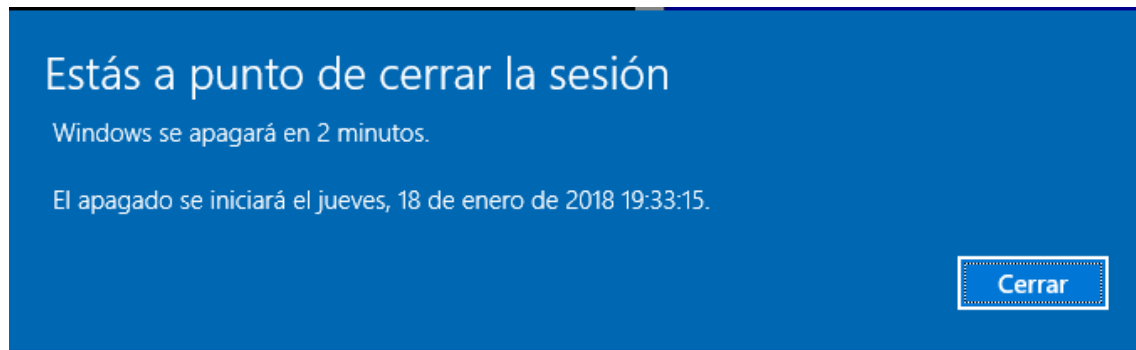 Estás a punto de cerrar la sesión
Windows se apagará en 2 minutos.
El apagado se iniciará el jueves, 18 de enero de 2018 19:33:15.
Cerrar